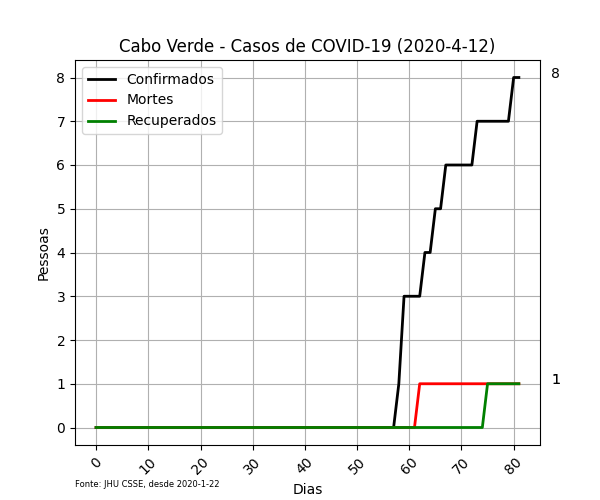 Cabo Verde - Casos de COVID-19 (2020-4-12)
Confirmados
Mortes
Recuperados
8
7
6
5
4
3
2
1
0
8
1
Pessoas
0 10 20 30 40 50 60 70 80
Dias
Fonte: JHU CSSE, desde 2020-1-22